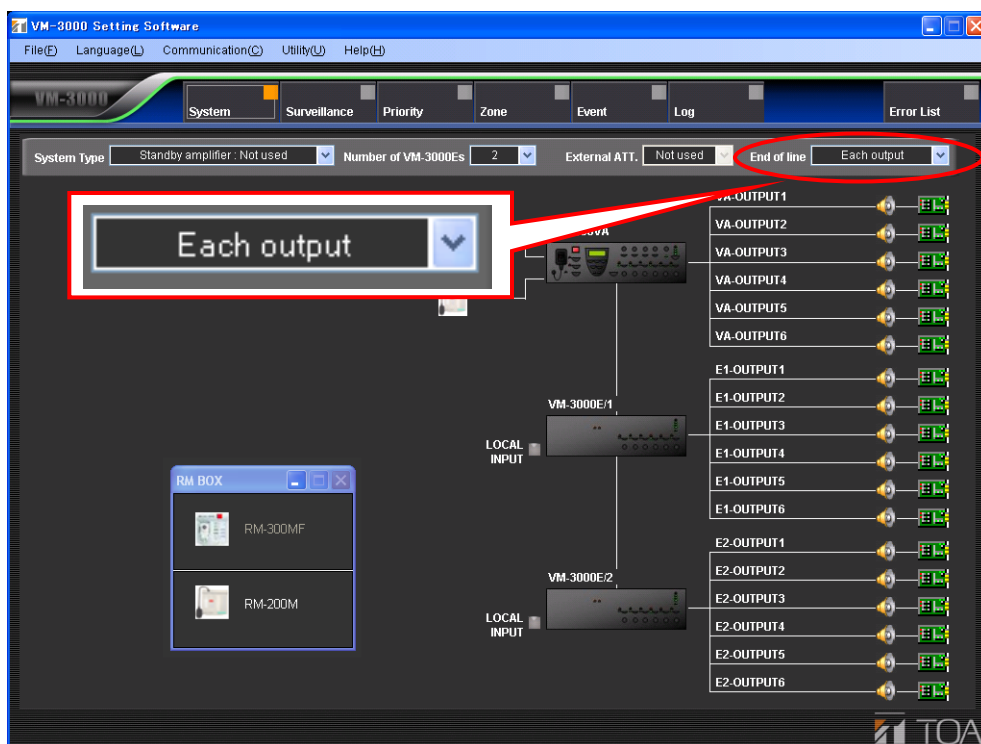 VM-3000 Setting Software
File(F) Language(L) Communication(C) Utility(U) Help(H)
VM-3000
System Surveillance Priority Zone Event Log Error List
System Type Standby amplifier : Not used Number of VM-3000Es 2 External ATT. Not used End of line Each output
Each output
VA-OUTPUT1
VA-OUTPUT2
VA-OUTPUT3
VA-OUTPUT4
VA-OUTPUT5
VA-OUTPUT6
VM-3000E/1
LOCAL
INPUT
E1-OUTPUT1
E1-OUTPUT2
E1-OUTPUT3
E1-OUTPUT4
E1-OUTPUT5
E1-OUTPUT6
RM BOX
RM-300MF
RM-200M
VM-3000E/2
LOCAL
INPUT
E2-OUTPUT1
E2-OUTPUT2
E2-OUTPUT3
E2-OUTPUT4
E2-OUTPUT5
E2-OUTPUT6
TOA